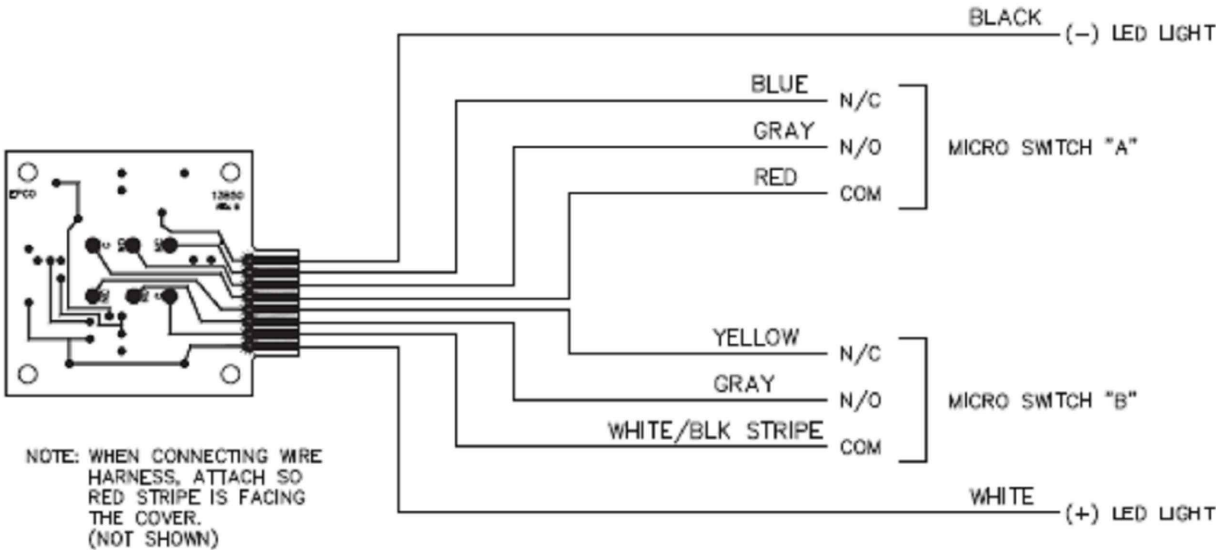 BLACK
(−) LED LIGHT
BLUE
N/C
GRAY
N/O
MICRO SWITCH "A"
RED
COM
EFCO
YELLOW
N/C
GRAY
N/O
MICRO SWITCH "B"
WHITE/BLK STRIPE
COM
WHITE
(+) LED LIGHT
NOTE: WHEN CONNECTING WIRE
HARNESS, ATTACH SO
RED STRIPE IS FACING
THE COVER.
(NOT SHOWN)